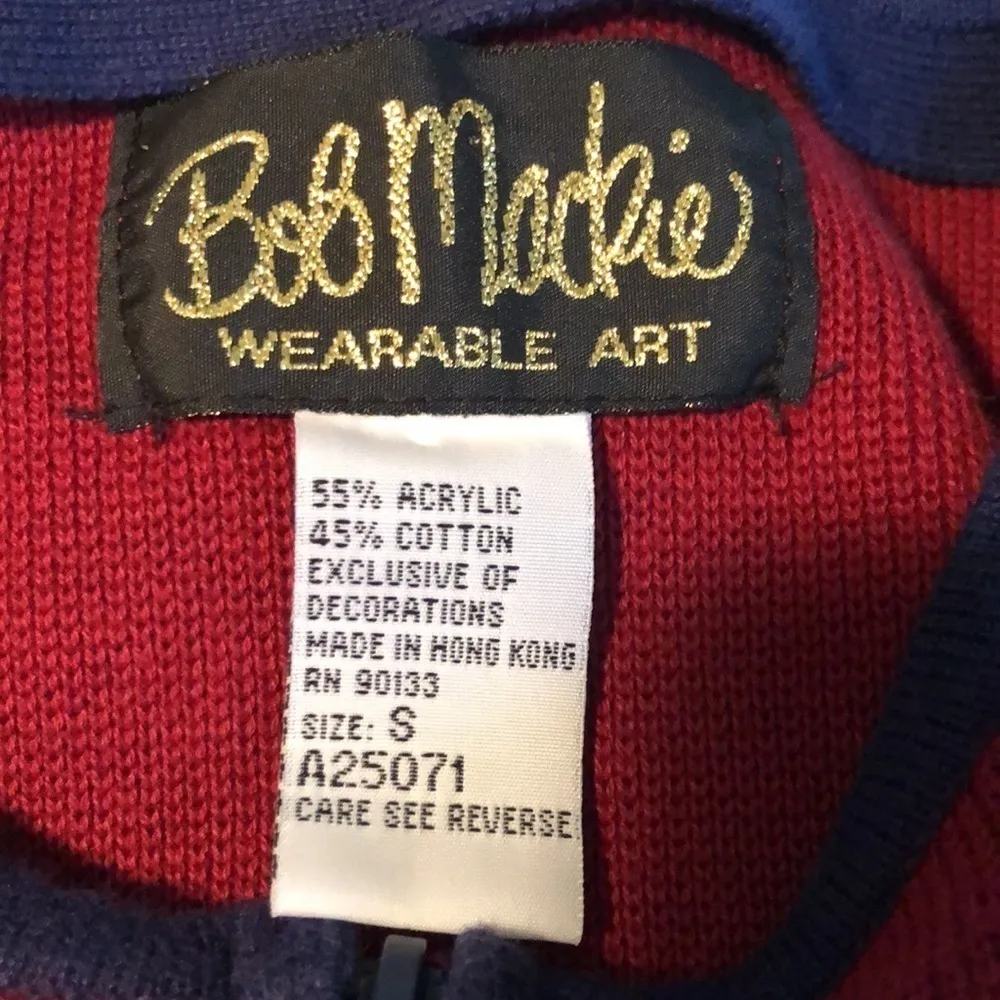 Bob Mackie
WEARABLE ART
55% ACRYLIC
45% COTTON
EXCLUSIVE OF
DECORATIONS
MADE IN HONG KONG
RN 90133
SIZE: S
A25071
CARE SEE REVERSE